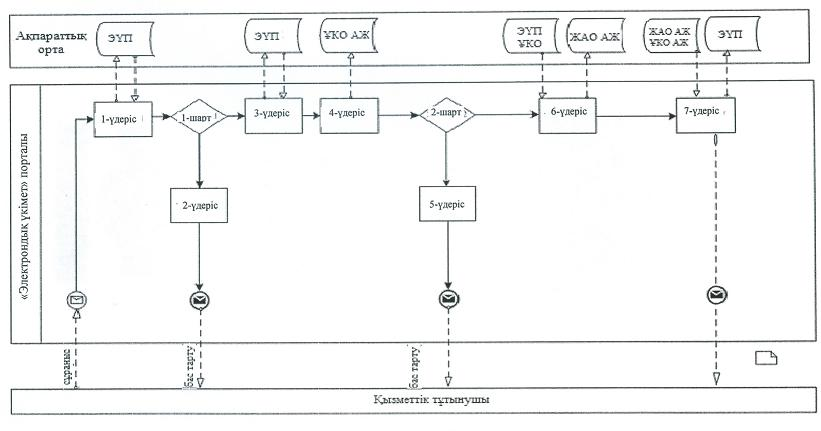 Ақпараттық
орта
ЭҮП
ЭҮП
ҰКО АЖ
ЭҮП
ҰКО
ЖАО АЖ
ЖАО АЖ
ҰКО АЖ
ЭҮП
«Электрондық үкімет» порталы
1-үдеріс
1-шарт
3-үдеріс
4-үдеріс
2-шарт
6-үдеріс
7-үдеріс
2-үдеріс
5-үдеріс
сұраныс
бас тарту
бас тарту
Қызметтік тұтынушы